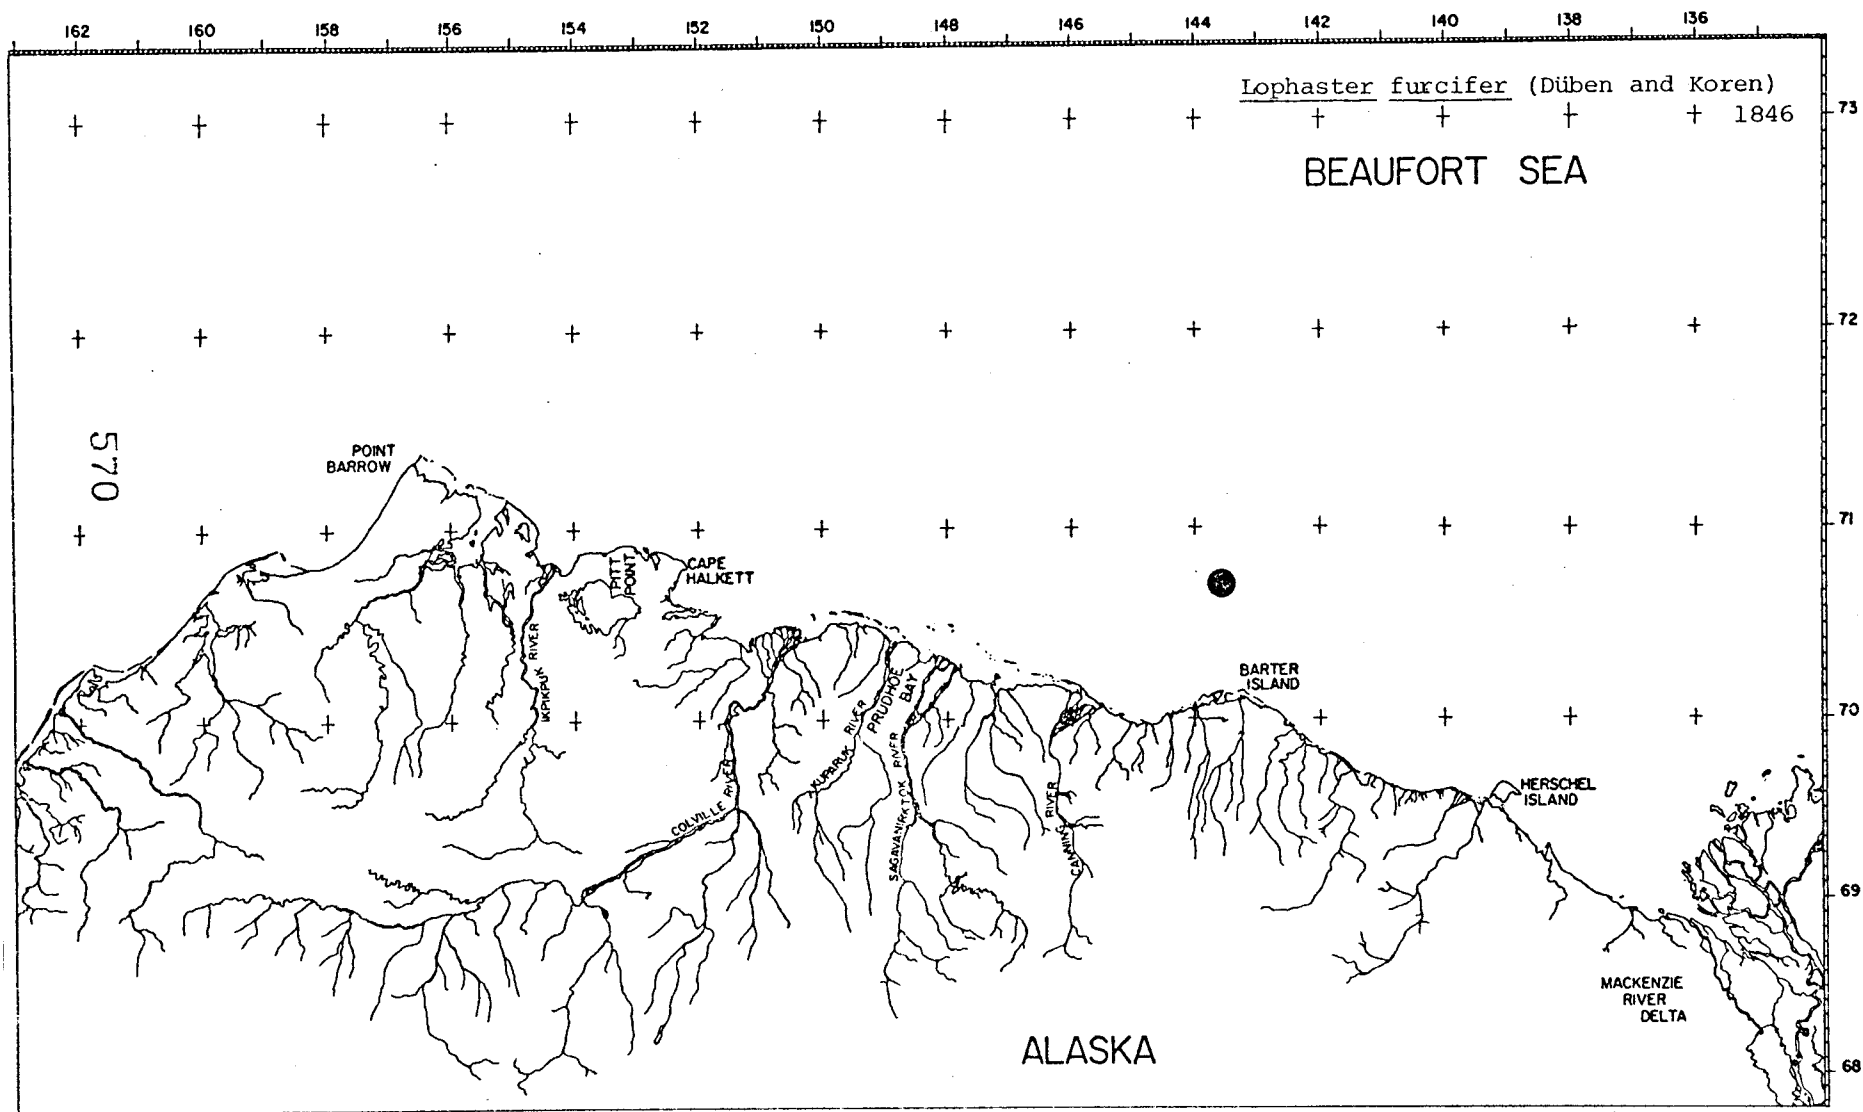 162 160 158 156 154 152 150 148 146 144 142 140 138 136
Lophaster furcifer (Düben and Koren)
1846
73
BEAUFORT SEA
72
570
POINT
BARROW
71
PITT
POINT
CAPE
HALKETT
IKPIKPUK RIVER
BARTER
ISLAND
PRUDHOE
BAY
70
KUPARUK RIVER
SAGAVANIRKTOK RIVER
COLVILLE RIVER
CANNING RIVER
HERSCHEL
ISLAND
69
MACKENZIE
RIVER
DELTA
ALASKA
68